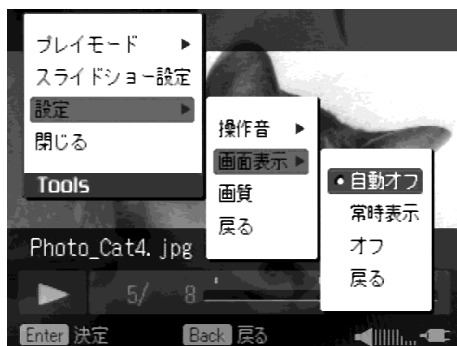 プレイモード ▶
スライドショー設定
設定 ▶
閉じる
Tools
操作音 ▶
画面表示 ▶
画質
戻る
• 自動オフ
常時表示
オフ
戻る
Photo_Cat4.jpg
5/ 8
Enter 決定 Back 戻る